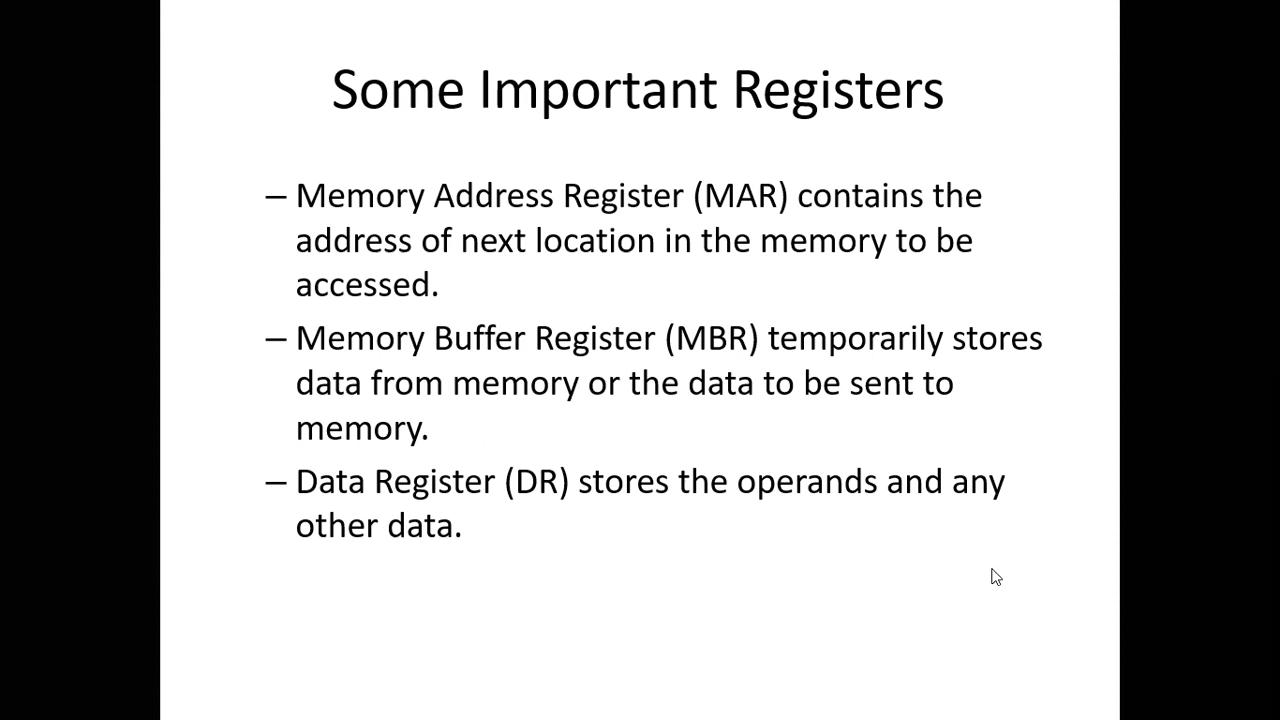 Some Important Registers
– Memory Address Register (MAR) contains the
address of next location in the memory to be
accessed.
– Memory Buffer Register (MBR) temporarily stores
data from memory or the data to be sent to
memory.
– Data Register (DR) stores the operands and any
other data.